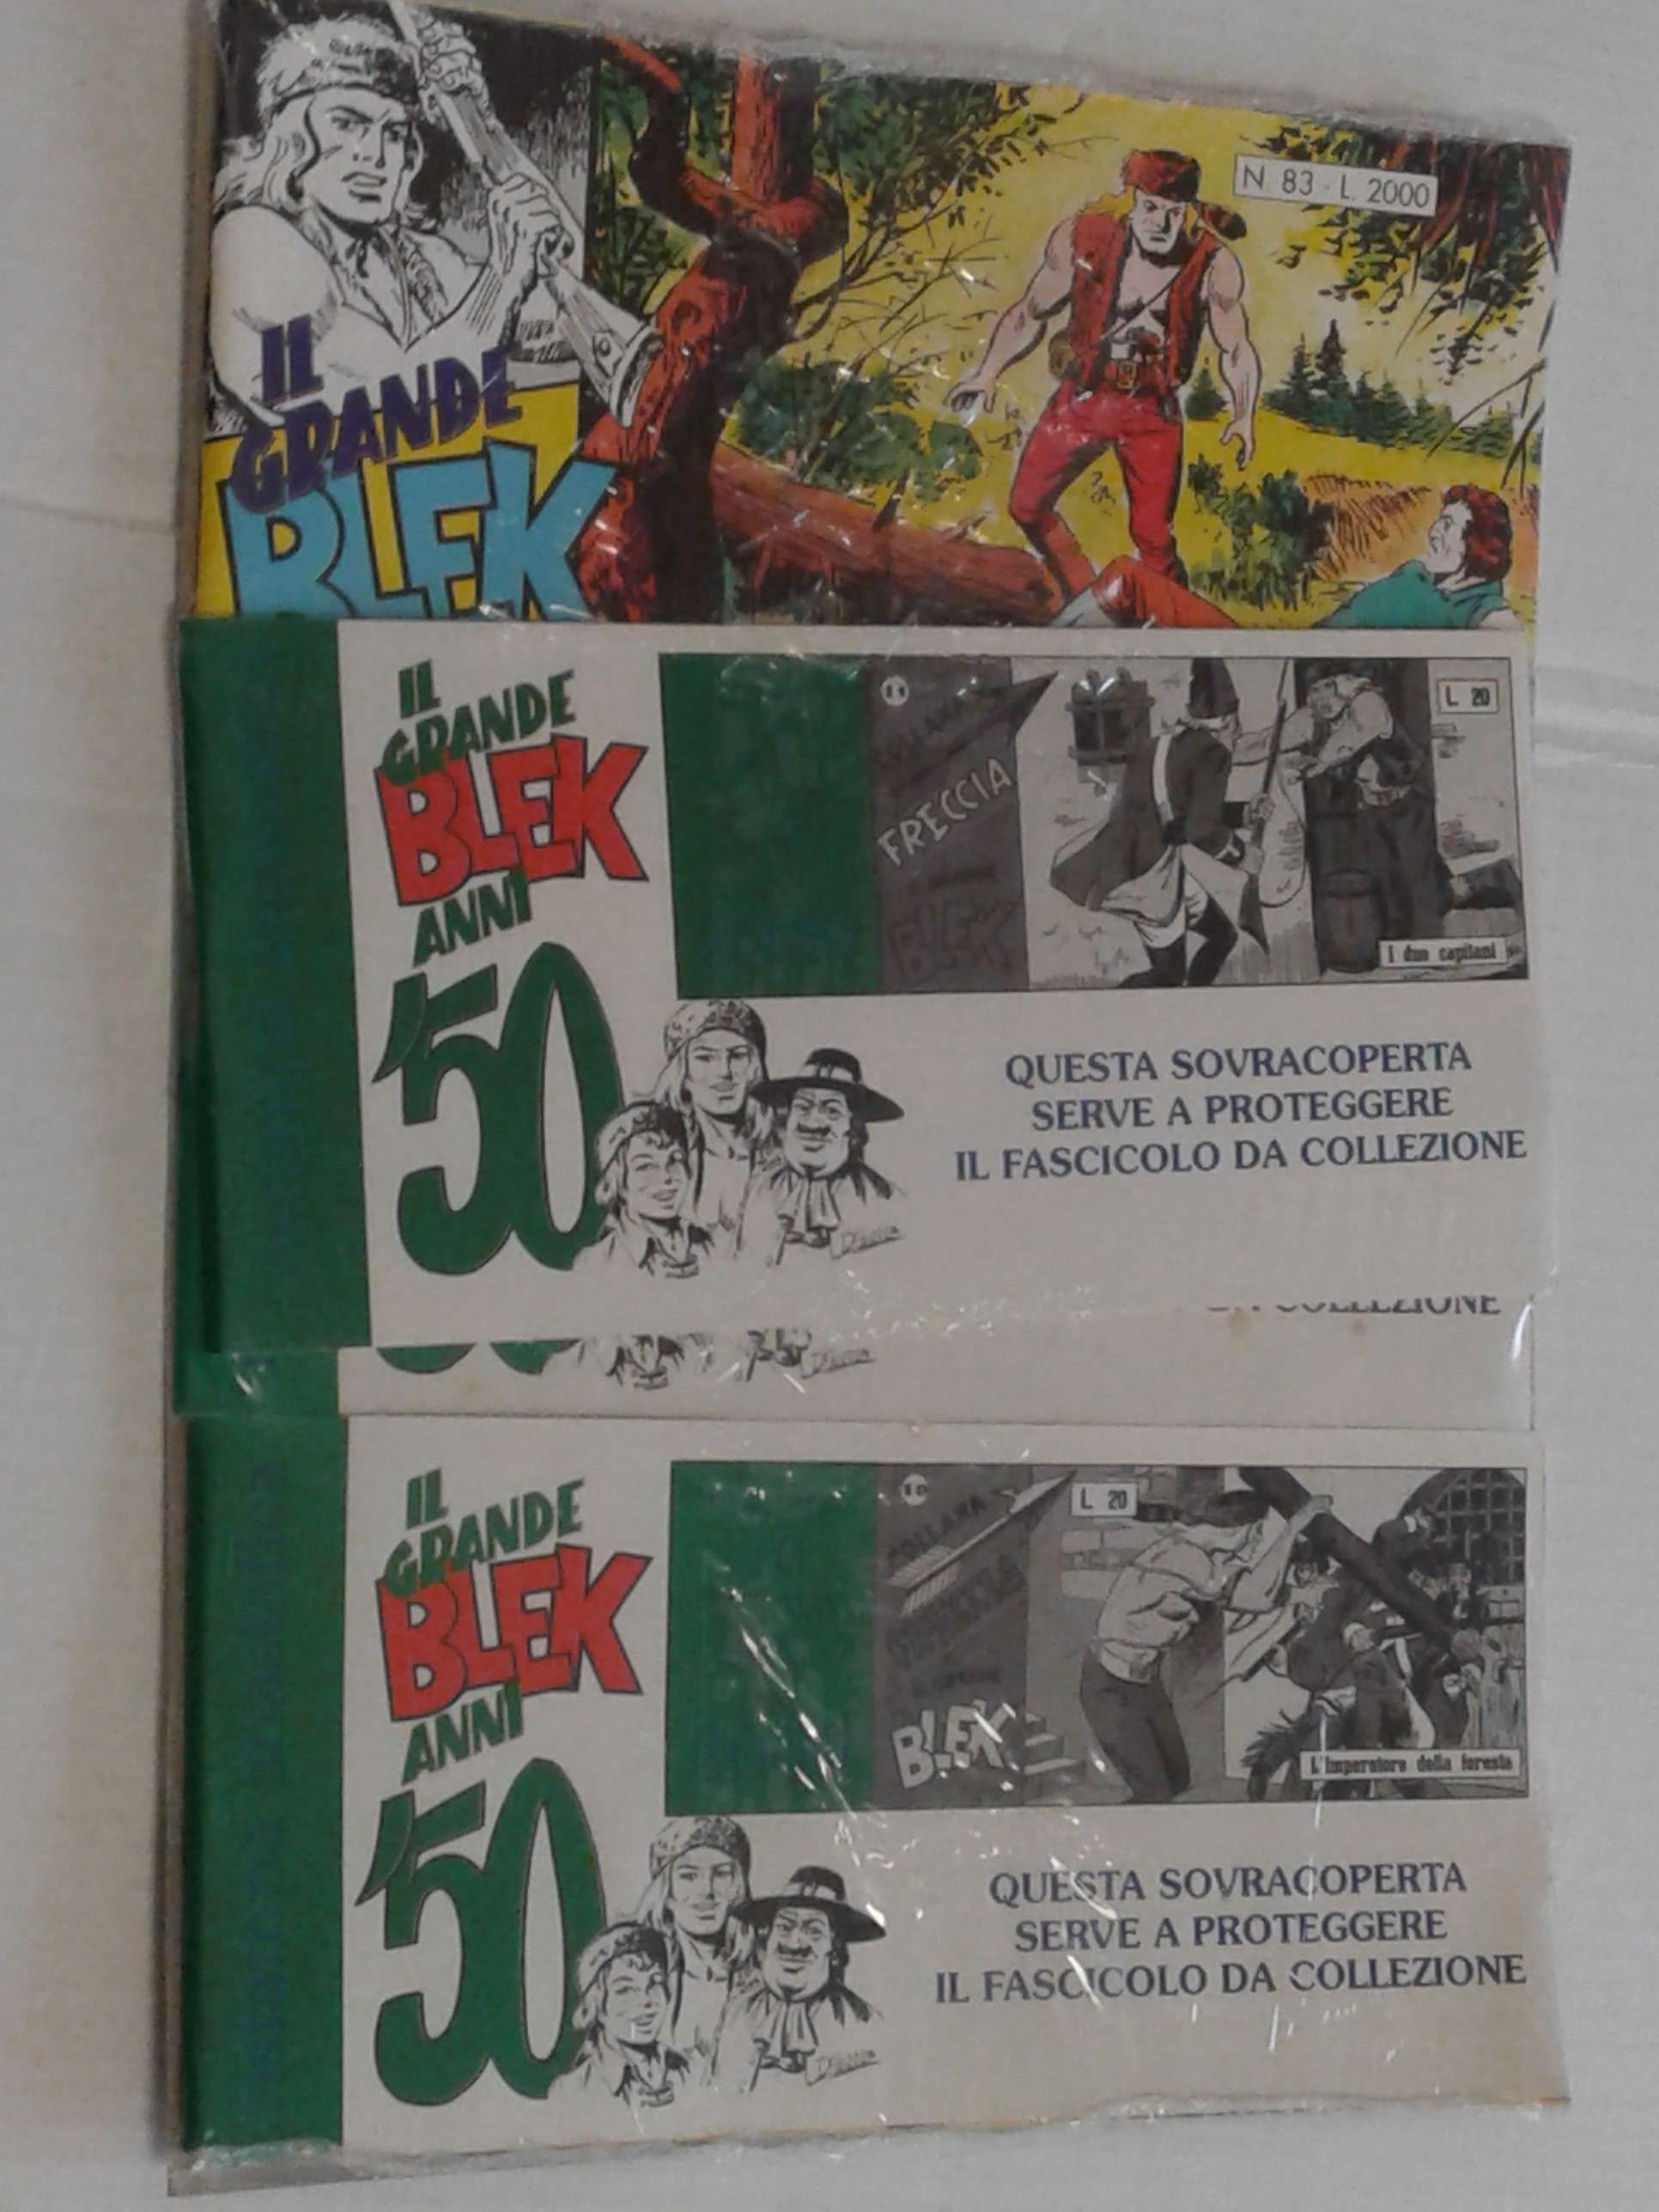 N 83 - L. 2000
IL
GRANDE
BLEK
IL
GRANDE
BLEK
ANNI
'50
FRECCIA
BLEK
L 20
I due capitani
QUESTA SOVRACOPERTA
SERVE A PROTEGGERE
IL FASCICOLO DA COLLEZIONE
COLLEZIONE
IL
GRANDE
BLEK
ANNI
'50
COLLANA
FRECCIA
BLEK
L 20
L'imperatore della foresta
QUESTA SOVRACOPERTA
SERVE A PROTEGGERE
IL FASCICOLO DA COLLEZIONE